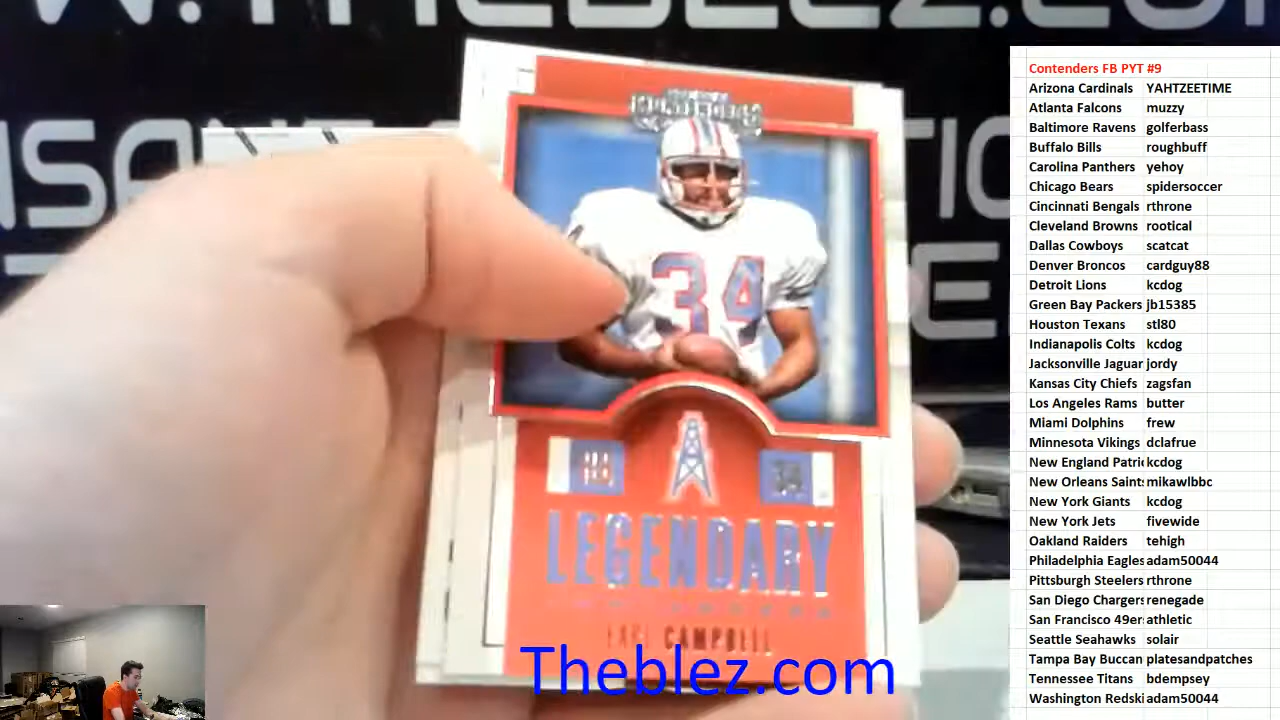 CONTENDERS
34
34
LEGENDARY
CONTENDERS
EARL CAMPBELL
Theblez.com
Contenders FB PYT #9
Arizona Cardinals YAHTZEETIME
Atlanta Falcons muzzy
Baltimore Ravens golferbass
Buffalo Bills roughbuff
Carolina Panthers yehoy
Chicago Bears spidersoccer
Cincinnati Bengals rthrone
Cleveland Browns rootical
Dallas Cowboys scatcat
Denver Broncos cardguy88
Detroit Lions kcdog
Green Bay Packers jb15385
Houston Texans stl80
Indianapolis Colts kcdog
Jacksonville Jaguar jordy
Kansas City Chiefs zagsfan
Los Angeles Rams butter
Miami Dolphins frew
Minnesota Vikings dclafrue
New England Patri kcdog
New Orleans Saints mikawlbbc
New York Giants kcdog
New York Jets fivewide
Oakland Raiders tehigh
Philadelphia Eagles adam50044
Pittsburgh Steelers rthrone
San Diego Chargers renegade
San Francisco 49er athletic
Seattle Seahawks solair
Tampa Bay Buccan platesandpatches
Tennessee Titans bdempsey
Washington Redski adam50044